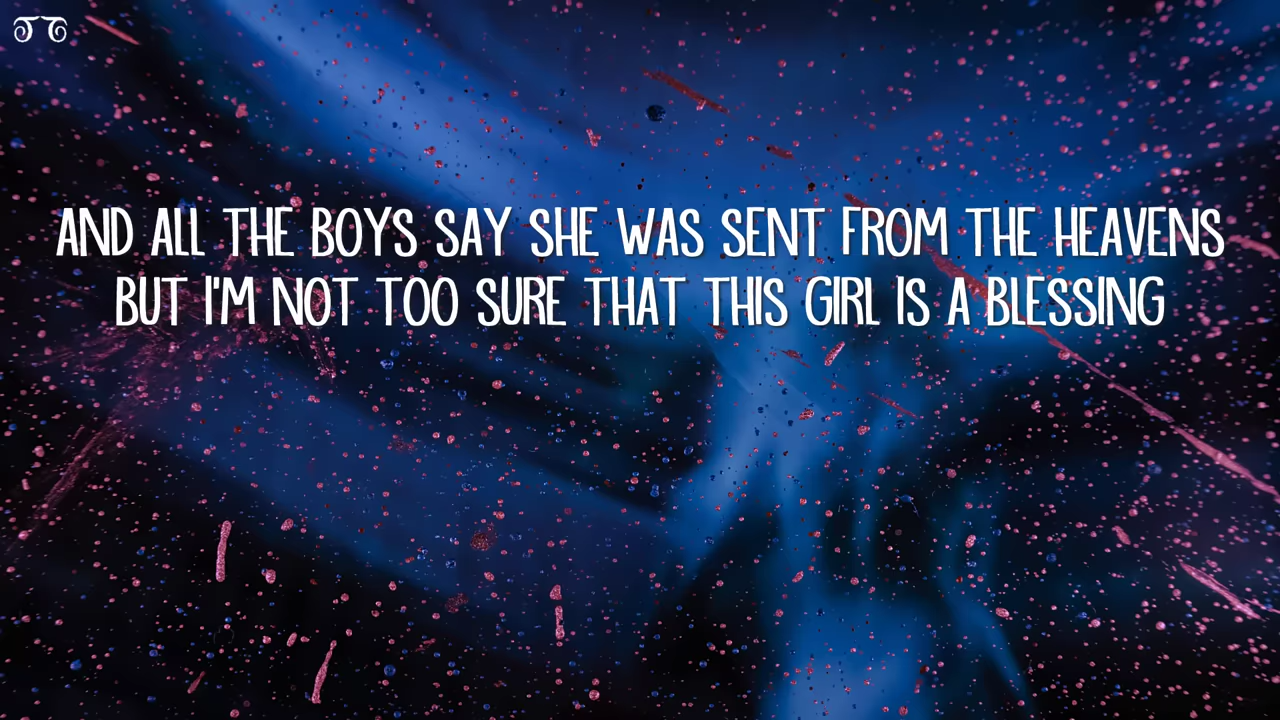 AND ALL THE BOYS SAY SHE WAS SENT FROM THE HEAVENS
BUT I'M NOT TOO SURE THAT THIS GIRL IS A BLESSING